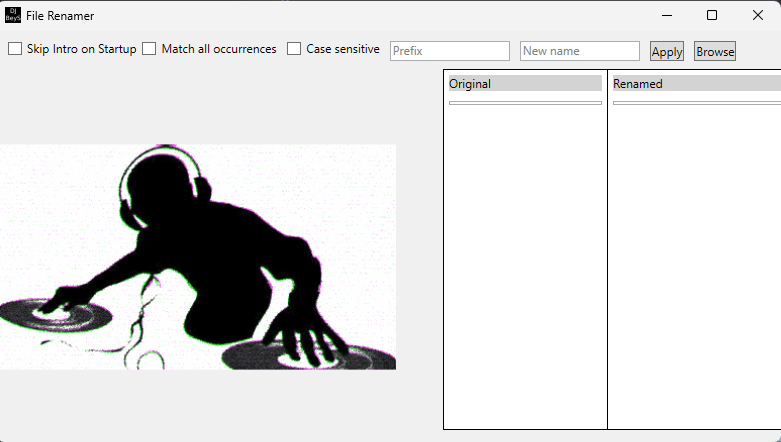 DJ
BeyS
File Renamer
Skip Intro on Startup Match all occurrences Case sensitive Prefix New name Apply Browse
Original Renamed